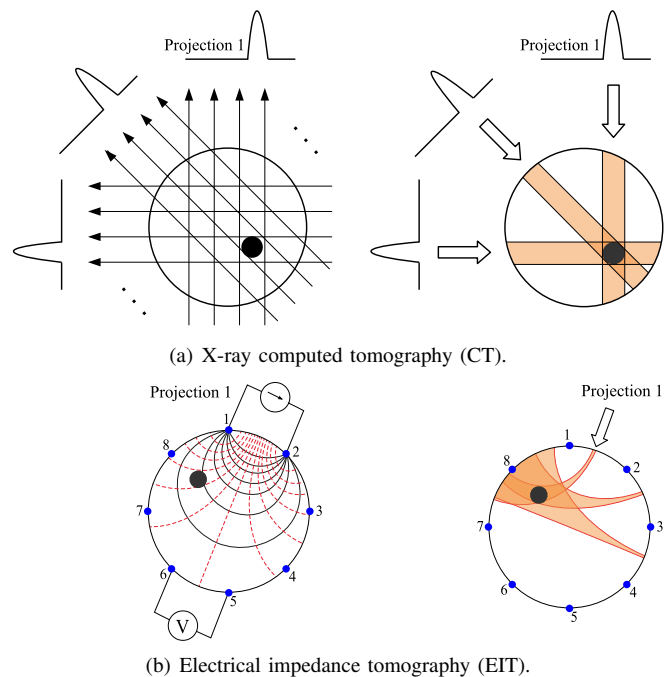 Projection 1
Projection 1
(a) X-ray computed tomography (CT).
Projection 1
1
2
3
4
5
6
7
8
V
Projection 1
1
2
3
4
5
6
7
8
(b) Electrical impedance tomography (EIT).